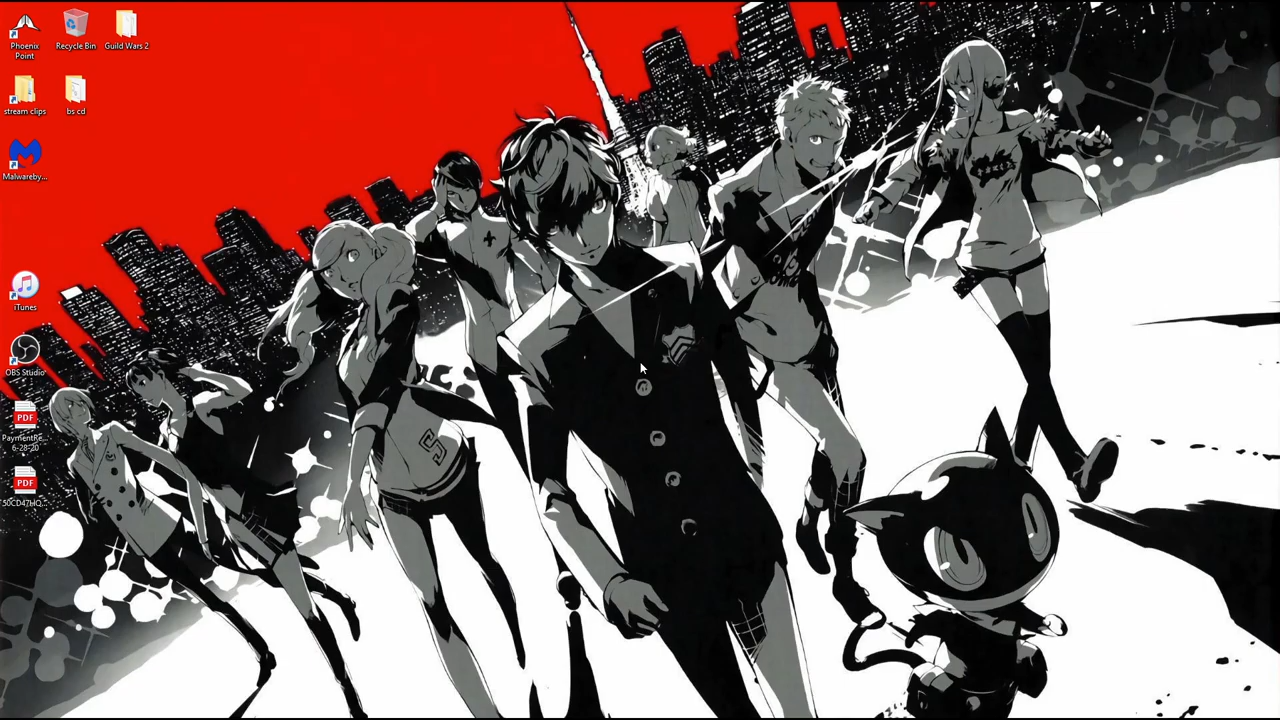 Phoenix
Point
Recycle Bin
Guild Wars 2
stream clips
bs cd
Malwareby...
iTunes
OBS Studio
PDF
PaymentRe...
6-28-20
PDF
50CD47HQ...